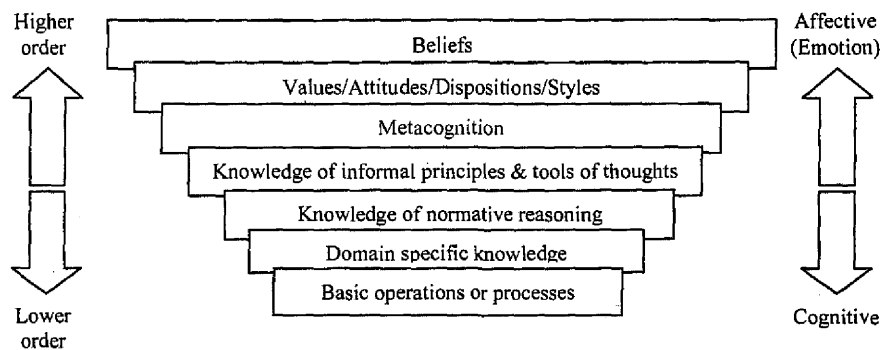 Higher
order
Beliefs
Affective
(Emotion)
Values/Attitudes/Dispositions/Styles
Metacognition
Knowledge of informal principles & tools of thoughts
Knowledge of normative reasoning
Domain specific knowledge
Basic operations or processes
Lower
order
Cognitive